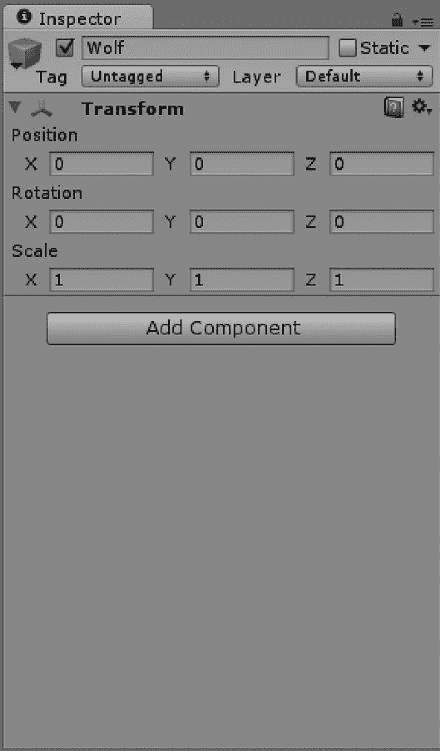 Inspector
Wolf Static
Tag Untagged Layer Default
Transform
Position
X 0 Y 0 Z 0
Rotation
X 0 Y 0 Z 0
Scale
X 1 Y 1 Z 1
Add Component